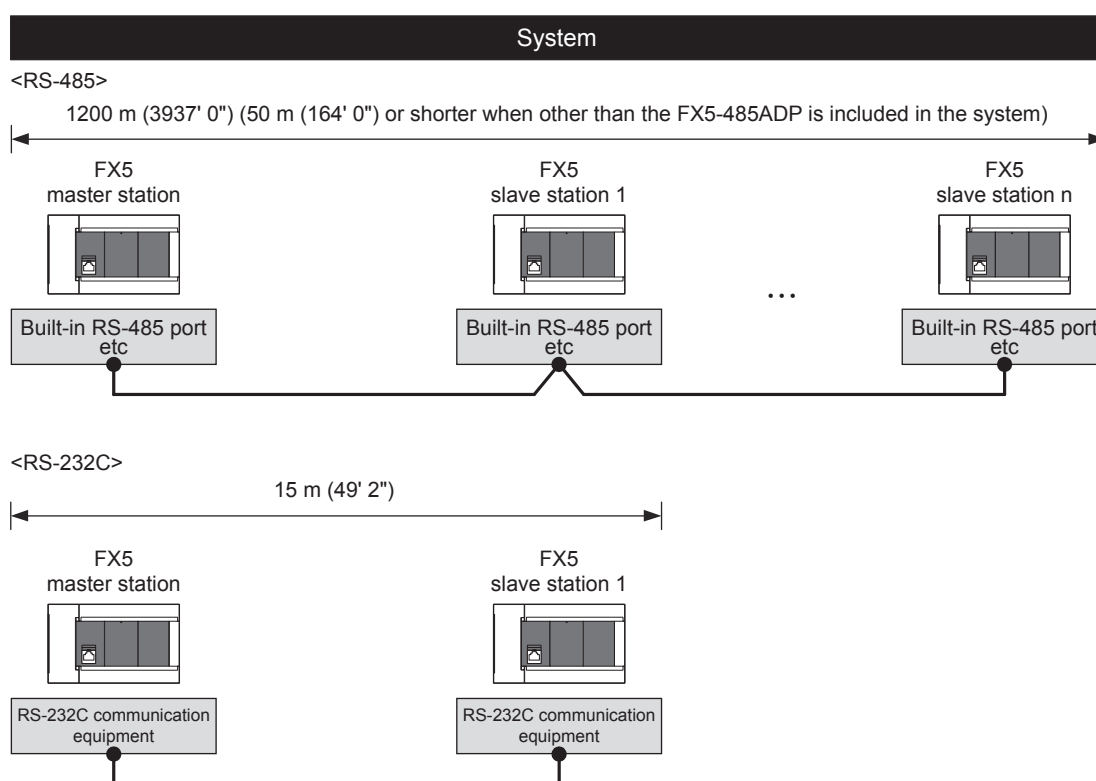 System
<RS-485>
1200 m (3937' 0") (50 m (164' 0") or shorter when other than the FX5-485ADP is included in the system)
FX5
master station
FX5
slave station 1
FX5
slave station n
...
Built-in RS-485 port
etc
Built-in RS-485 port
etc
Built-in RS-485 port
etc
<RS-232C>
15 m (49' 2")
FX5
master station
FX5
slave station 1
RS-232C communication
equipment
RS-232C communication
equipment